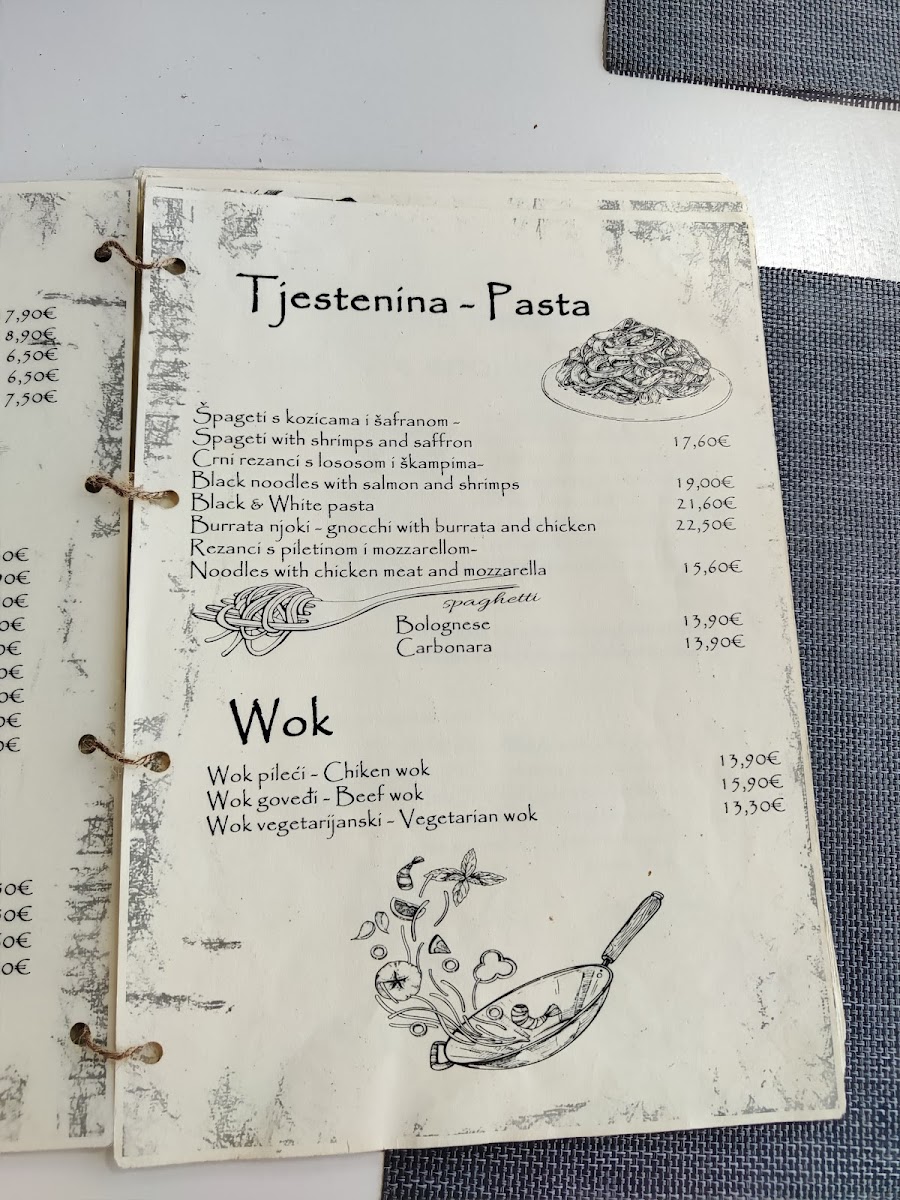 7,90€
8,90€
6,50€
6,50€
7,50€
Tjestenina - Pasta
Špageti s kozicama i šafranom -
Spageti with shrimps and saffron 17,60€
Crni rezanci s lososom i škampima-
Black noodles with salmon and shrimps 19,00€
Black & White pasta 21,60€
Burrata njoki - gnocchi with burrata and chicken 22,50€
Rezanci s piletinom i mozzarellom-
Noodles with chicken meat and mozzarella 15,60€
spaghetti
Bolognese 13,90€
Carbonara 13,90€
Wok
Wok pileći - Chiken wok 13,90€
Wok goveđi - Beef wok 15,90€
Wok vegetarijanski - Vegetarian wok 13,30€